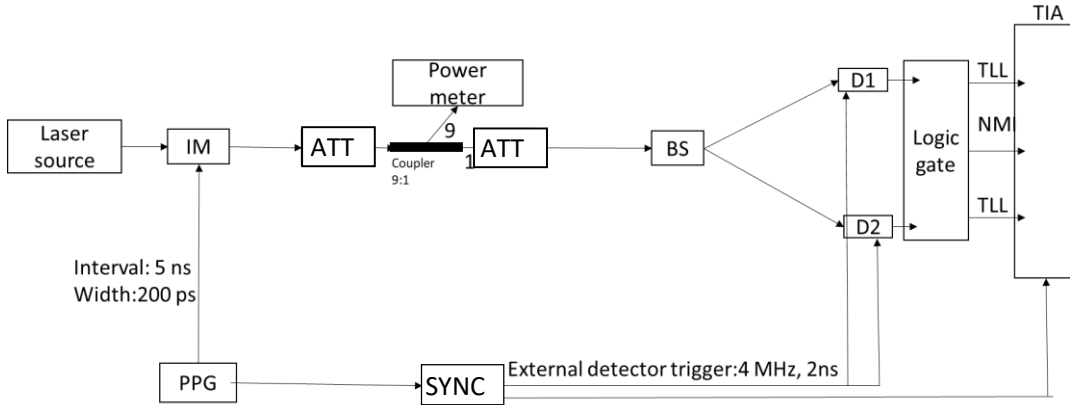 TIA
Power
meter
D1
TLL
Laser
source
IM
ATT
9
Coupler
9:1
1
ATT
BS
Logic
gate
NMI
D2
TLL
Interval: 5 ns
Width:200 ps
PPG
SYNC
External detector trigger:4 MHz, 2ns